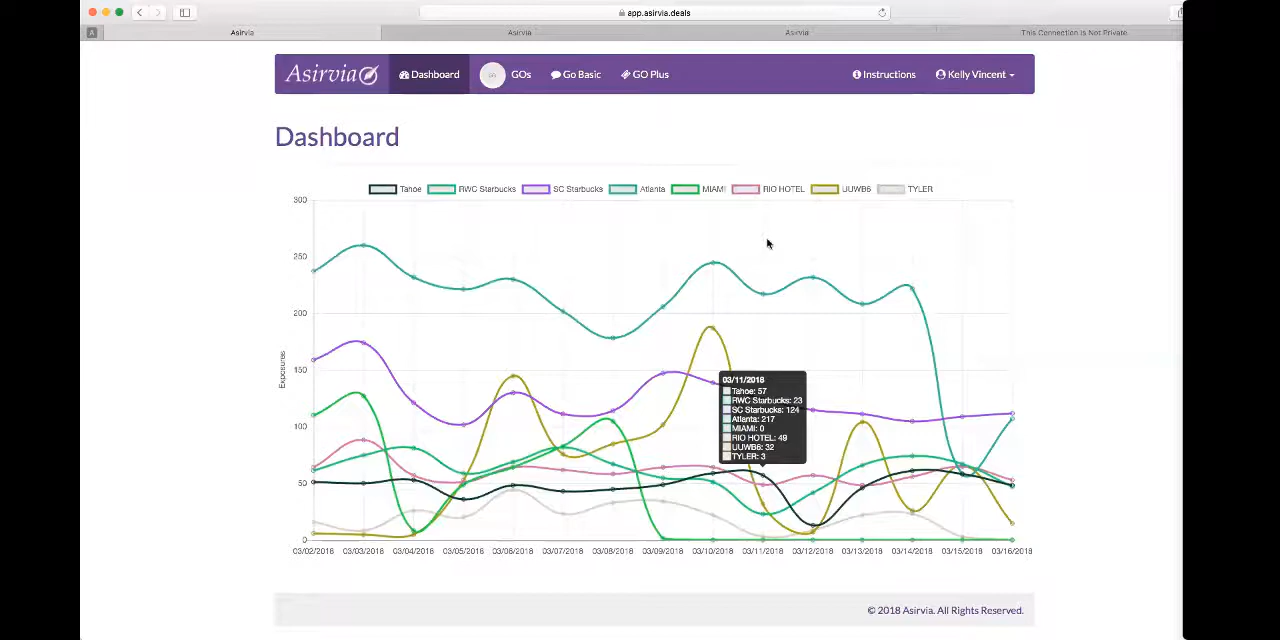 app.asirvia.deals
A Asirvia Asirvia Asirvia This Connection Is Not Private
Asirvia Dashboard GOs Go Basic GO Plus Instructions Kelly Vincent
Dashboard
Tahoe RWC Starbucks SC Starbucks Atlanta MIAMI RIO HOTEL UUWB6 TYLER
300
250
200
150
100
50
0
Exposures
03/11/2018
Tahoe: 57
RWC Starbucks: 23
SC Starbucks: 124
Atlanta: 217
MIAMI: 0
RIO HOTEL: 49
UUWB6: 32
TYLER: 3
03/02/2018 03/03/2018 03/04/2018 03/05/2018 03/06/2018 03/07/2018 03/08/2018 03/09/2018 03/10/2018 03/11/2018 03/12/2018 03/13/2018 03/14/2018 03/15/2018 03/16/2018
© 2018 Asirvia. All Rights Reserved.